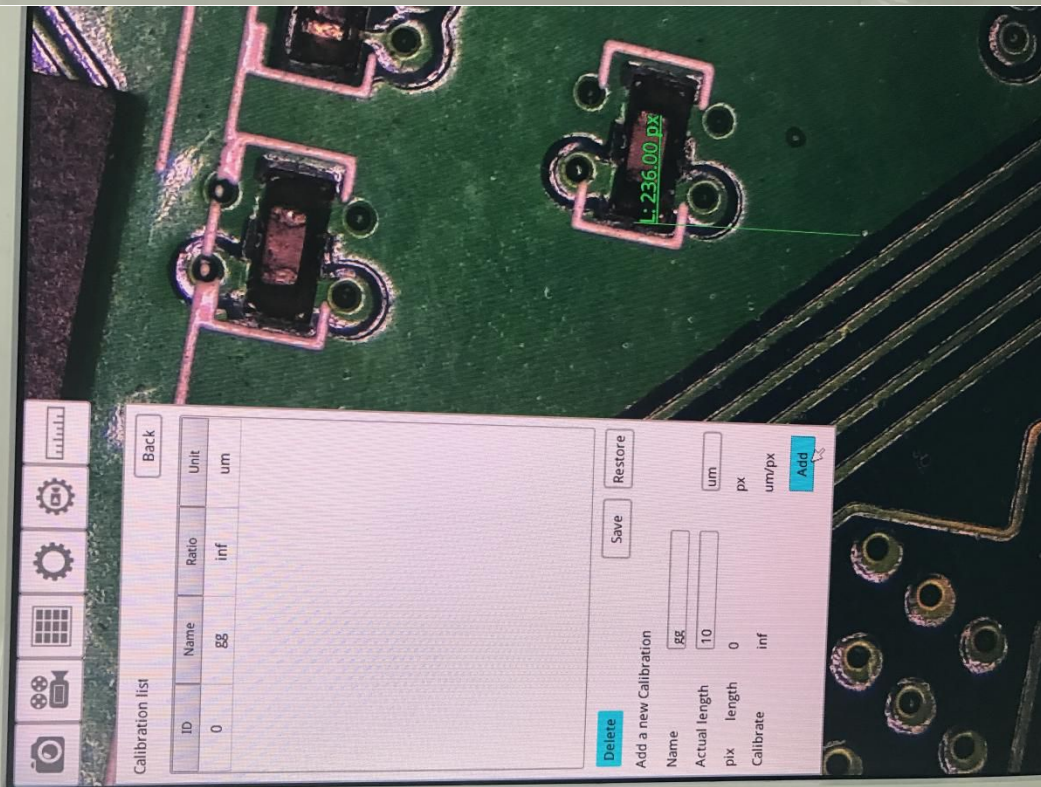 L: 236.00 px
Calibration list
Back
ID Name Ratio Unit
0 gg inf um
Delete Save Restore
Add a new Calibration
Name gg
Actual length 10 um
pix length 0 px
Calibrate inf um/px
Add